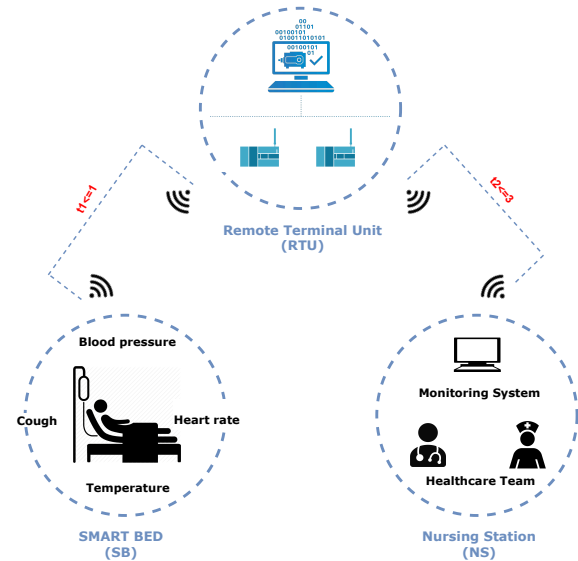 00
01101
00100101
010011010101
00100101
01
t1<=1
t2<=3
Remote Terminal Unit
(RTU)
Blood pressure
Cough
Heart rate
Temperature
SMART BED
(SB)
Monitoring System
Healthcare Team
Nursing Station
(NS)